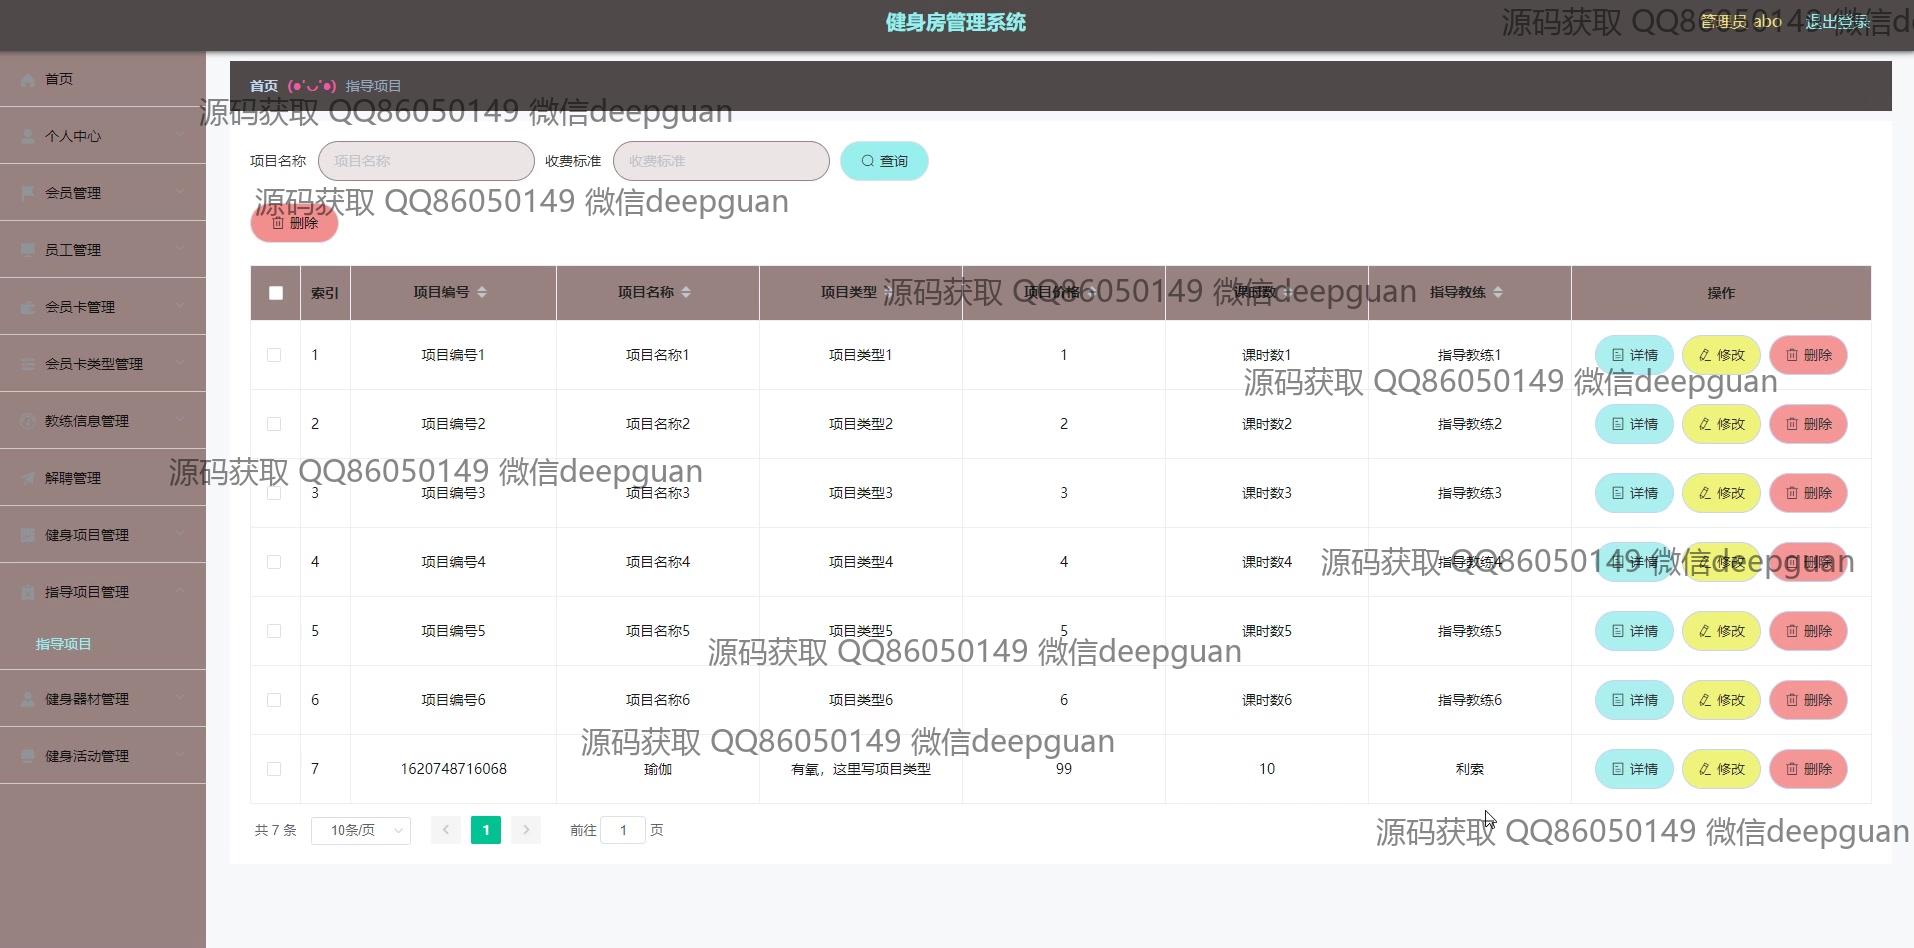 健身房管理系统
管理员 abo 退出登录
源码获取 QQ86050149 微信d
首页 (●'◡'●) 指导项目
源码获取 QQ86050149 微信deepguan
项目名称 项目名称 收费标准 收费标准 查询
源码获取 QQ86050149 微信deepguan
删除
索引 项目编号 项目名称 项目类型 项目价格 课时数 指导教练 操作
源码获取 QQ86050149 微信deepguan
1 项目编号1 项目名称1 项目类型1 1 课时数1 指导教练1 详情 修改 删除
源码获取 QQ86050149 微信deepguan
2 项目编号2 项目名称2 项目类型2 2 课时数2 指导教练2 详情 修改 删除
源码获取 QQ86050149 微信deepguan
3 项目编号3 项目名称3 项目类型3 3 课时数3 指导教练3 详情 修改 删除
4 项目编号4 项目名称4 项目类型4 4 课时数4 指导教练4 详情 修改 删除
源码获取 QQ86050149 微信deepguan
5 项目编号5 项目名称5 项目类型5 5 课时数5 指导教练5 详情 修改 删除
源码获取 QQ86050149 微信deepguan
6 项目编号6 项目名称6 项目类型6 6 课时数6 指导教练6 详情 修改 删除
源码获取 QQ86050149 微信deepguan
7 1620748716068 瑜伽 有氧，这里写项目类型 99 10 利索 详情 修改 删除
共 7 条 10条/页 1 前往 1 页
源码获取 QQ86050149 微信deepguan
首页
个人中心
会员管理
员工管理
会员卡管理
会员卡类型管理
教练信息管理
解聘管理
健身项目管理
指导项目管理
指导项目
健身器材管理
健身活动管理